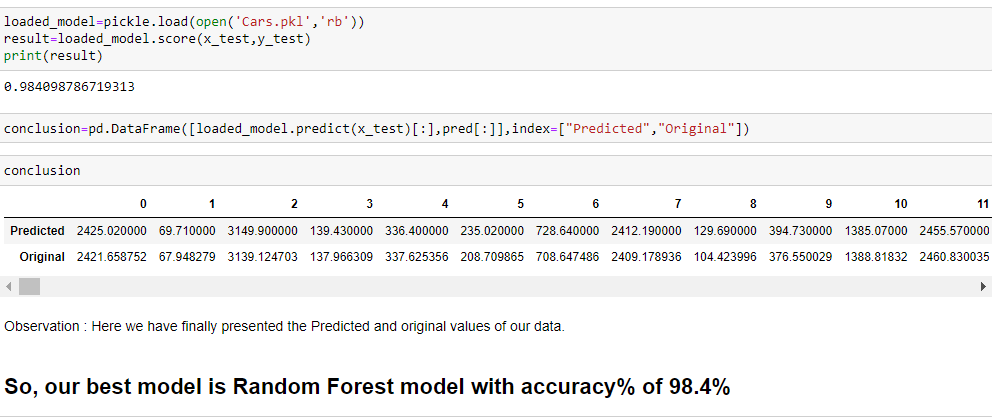 loaded_model=pickle.load(open('Cars.pkl','rb'))
result=loaded_model.score(x_test,y_test)
print(result)
0.984098786719313
conclusion=pd.DataFrame([loaded_model.predict(x_test)[:],pred[:]],index=["Predicted","Original"])
conclusion
0 1 2 3 4 5 6 7 8 9 10 11
Predicted 2425.020000 69.710000 3149.900000 139.430000 336.400000 235.020000 728.640000 2412.190000 129.690000 394.730000 1385.07000 2455.570000
Original 2421.658752 67.948279 3139.124703 137.966309 337.625356 208.709865 708.647486 2409.178936 104.423996 376.550029 1388.81832 2460.830035
Observation : Here we have finally presented the Predicted and original values of our data.
So, our best model is Random Forest model with accuracy% of 98.4%